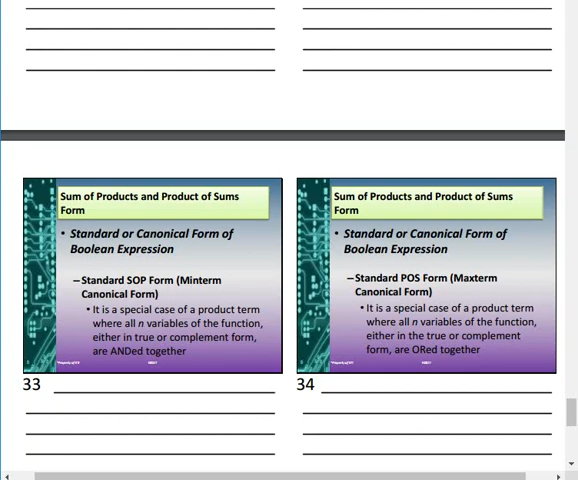 Sum of Products and Product of Sums
Form
• Standard or Canonical Form of
Boolean Expression
–Standard SOP Form (Minterm
Canonical Form)
• It is a special case of a product term
where all n variables of the function,
either in true or complement form,
are ANDed together
33
Sum of Products and Product of Sums
Form
• Standard or Canonical Form of
Boolean Expression
–Standard POS Form (Maxterm
Canonical Form)
• It is a special case of a product term
where all n variables of the function,
either in the true or complement
form, are ORed together
34